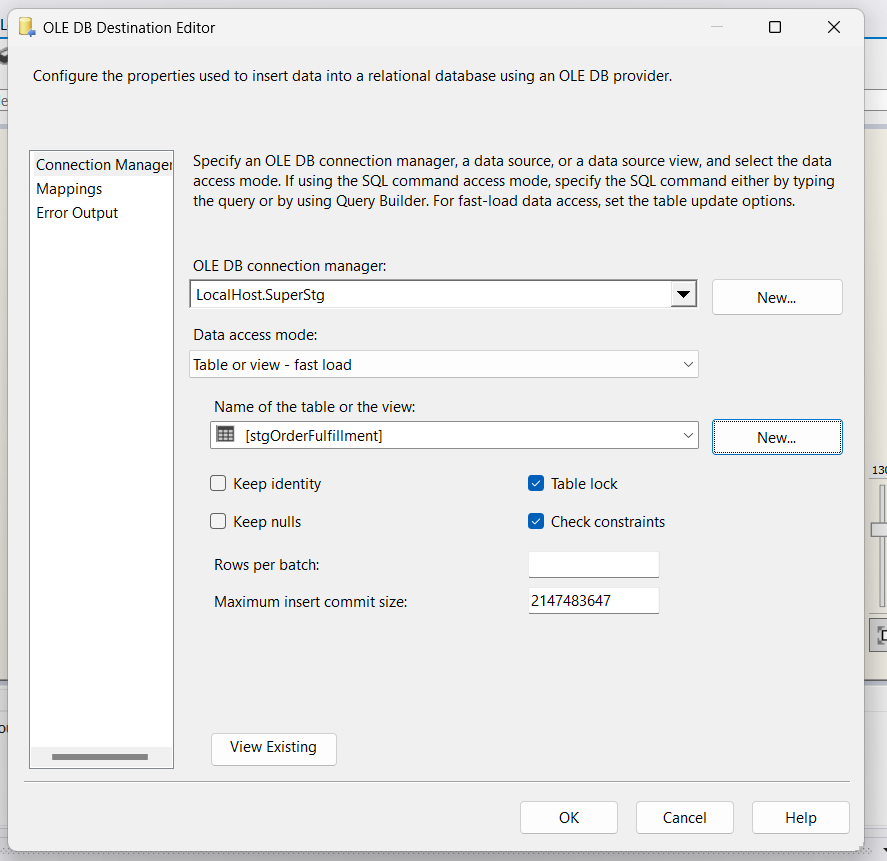 OLE DB Destination Editor
Configure the properties used to insert data into a relational database using an OLE DB provider.
Connection Manager
Mappings
Error Output
Specify an OLE DB connection manager, a data source, or a data source view, and select the data
access mode. If using the SQL command access mode, specify the SQL command either by typing
the query or by using Query Builder. For fast-load data access, set the table update options.
OLE DB connection manager:
LocalHost.SuperStg
New...
Data access mode:
Table or view - fast load
Name of the table or the view:
[stgOrderFulfillment]
New...
Keep identity
Table lock
Keep nulls
Check constraints
Rows per batch:
Maximum insert commit size:
2147483647
View Existing
OK
Cancel
Help